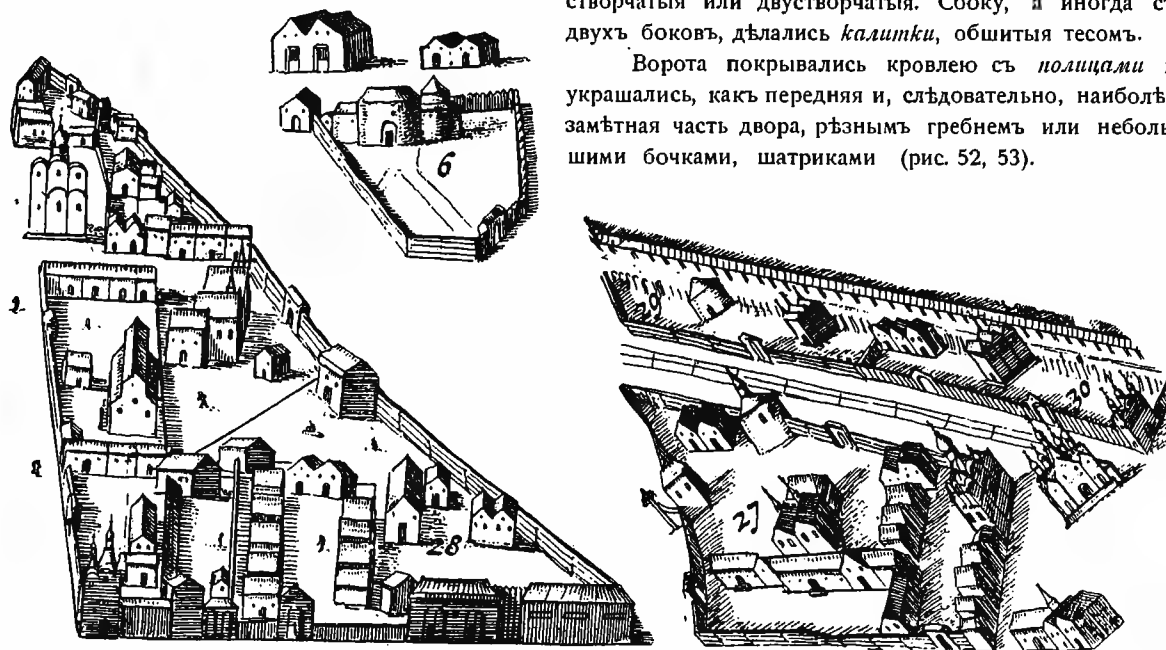 створчатыя или двустворчатыя. Сбоку, а иногда съ
двухъ боковъ, дѣлались калитки, обшитыя тесомъ.
Ворота покрывались кровлею съ полицами
украшались, какъ передняя и, слѣдовательно, наиболѣ
замѣтная часть двора, рѣзнымъ гребнемъ или неболь
шими бочками, шатриками (рис. 52, 53).
6
29
30
27
28